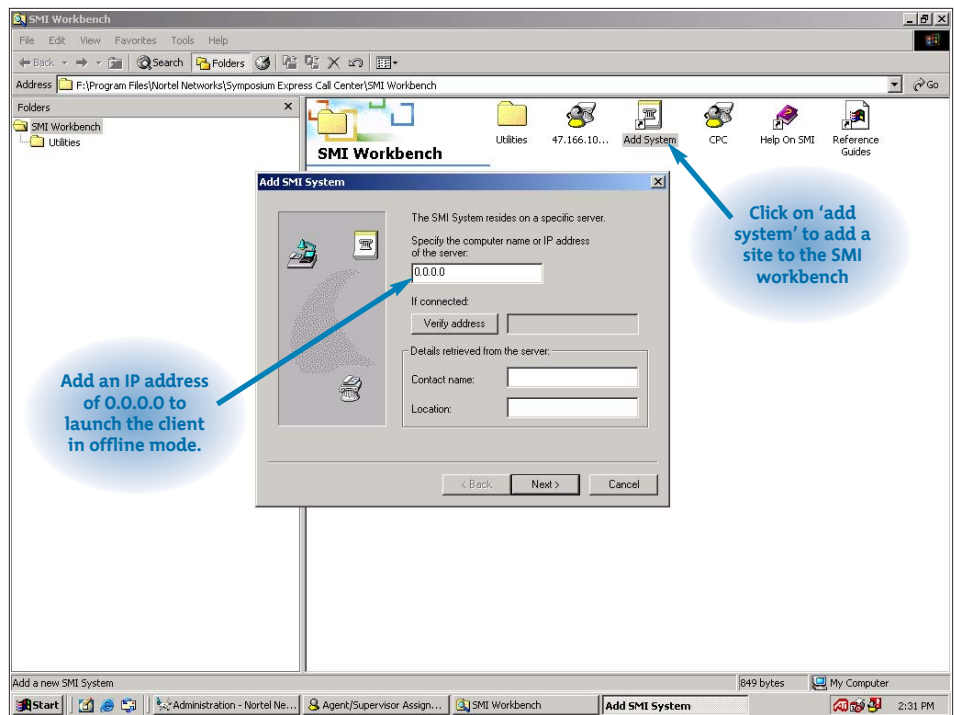 SMI Workbench
File Edit View Favorites Tools Help
Back Search Folders
Address F:\Program Files\Nortel Networks\Symposium Express Call Center\SMI Workbench Go
Folders
SMI Workbench
Utilities
SMI Workbench
Utilities
47.166.10...
Add System
CPC
Help On SMI
Reference
Guides
Click on ‘add
system’ to add a
site to the SMI
workbench
Add SMI System
The SMI System resides on a specific server.
Specify the computer name or IP address
of the server:
0.0.0.0
If connected:
Verify address
Details retrieved from the server:
Contact name:
Location:
< Back
Next >
Cancel
Add an IP address
of 0.0.0.0 to
launch the client
in offline mode.
Add a new SMI System
849 bytes
My Computer
Start
Administration - Nortel Ne...
Agent/Supervisor Assign...
SMI Workbench
Add SMI System
2:31 PM